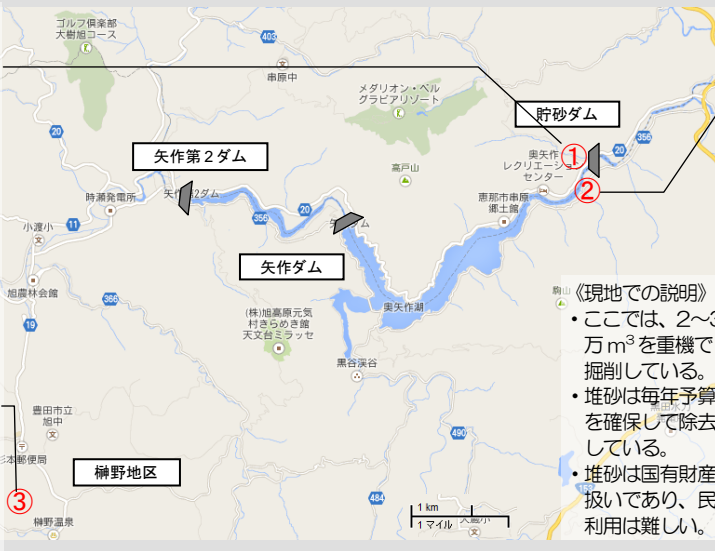 ゴルフ倶楽部
大樹旭コース
403
串原中
メダリオン・ベル
グラビアリゾート
貯砂ダム
356
20
20
①
奥矢作
レクリエーション
センター
②
矢作第２ダム
高戸山
時瀬発電所
矢作第2ダム
恵那市串原
郷土館
356
20
矢作ダム
小渡小
11
矢作ダム
旭農林会館
366
奥矢作湖
駒山
19
(株)旭高原元気
村きらめき館
天文台ミラッセ
黒谷渓谷
《現地での説明》
・ここでは、2～3
万m³を重機で
掘削している。
・堆砂は毎年予算
を確保して除去
している。
・堆砂は国有財産
扱いであり、民
利用は難しい。
豊田市立
旭中
490
杉本郵便局
榊野地区
153
③
484
1 km
1 マイル
榊野温泉